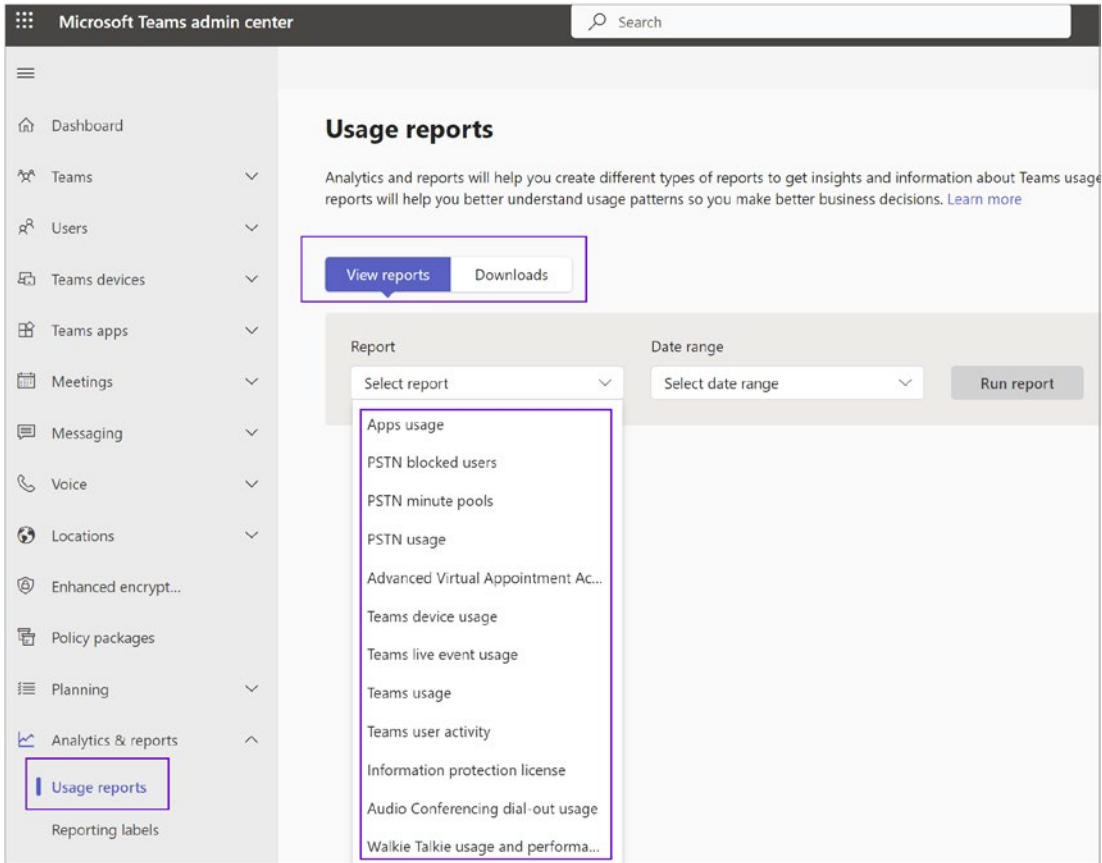 Microsoft Teams admin center
Search
Dashboard
Teams
Users
Teams devices
Teams apps
Meetings
Messaging
Voice
Locations
Enhanced encrypt...
Policy packages
Planning
Analytics & reports
Usage reports
Reporting labels
Usage reports
Analytics and reports will help you create different types of reports to get insights and information about Teams usage
reports will help you better understand usage patterns so you make better business decisions. Learn more
View reports Downloads
Report Date range
Select report Select date range Run report
Apps usage
PSTN blocked users
PSTN minute pools
PSTN usage
Advanced Virtual Appointment Ac...
Teams device usage
Teams live event usage
Teams usage
Teams user activity
Information protection license
Audio Conferencing dial-out usage
Walkie Talkie usage and performa...